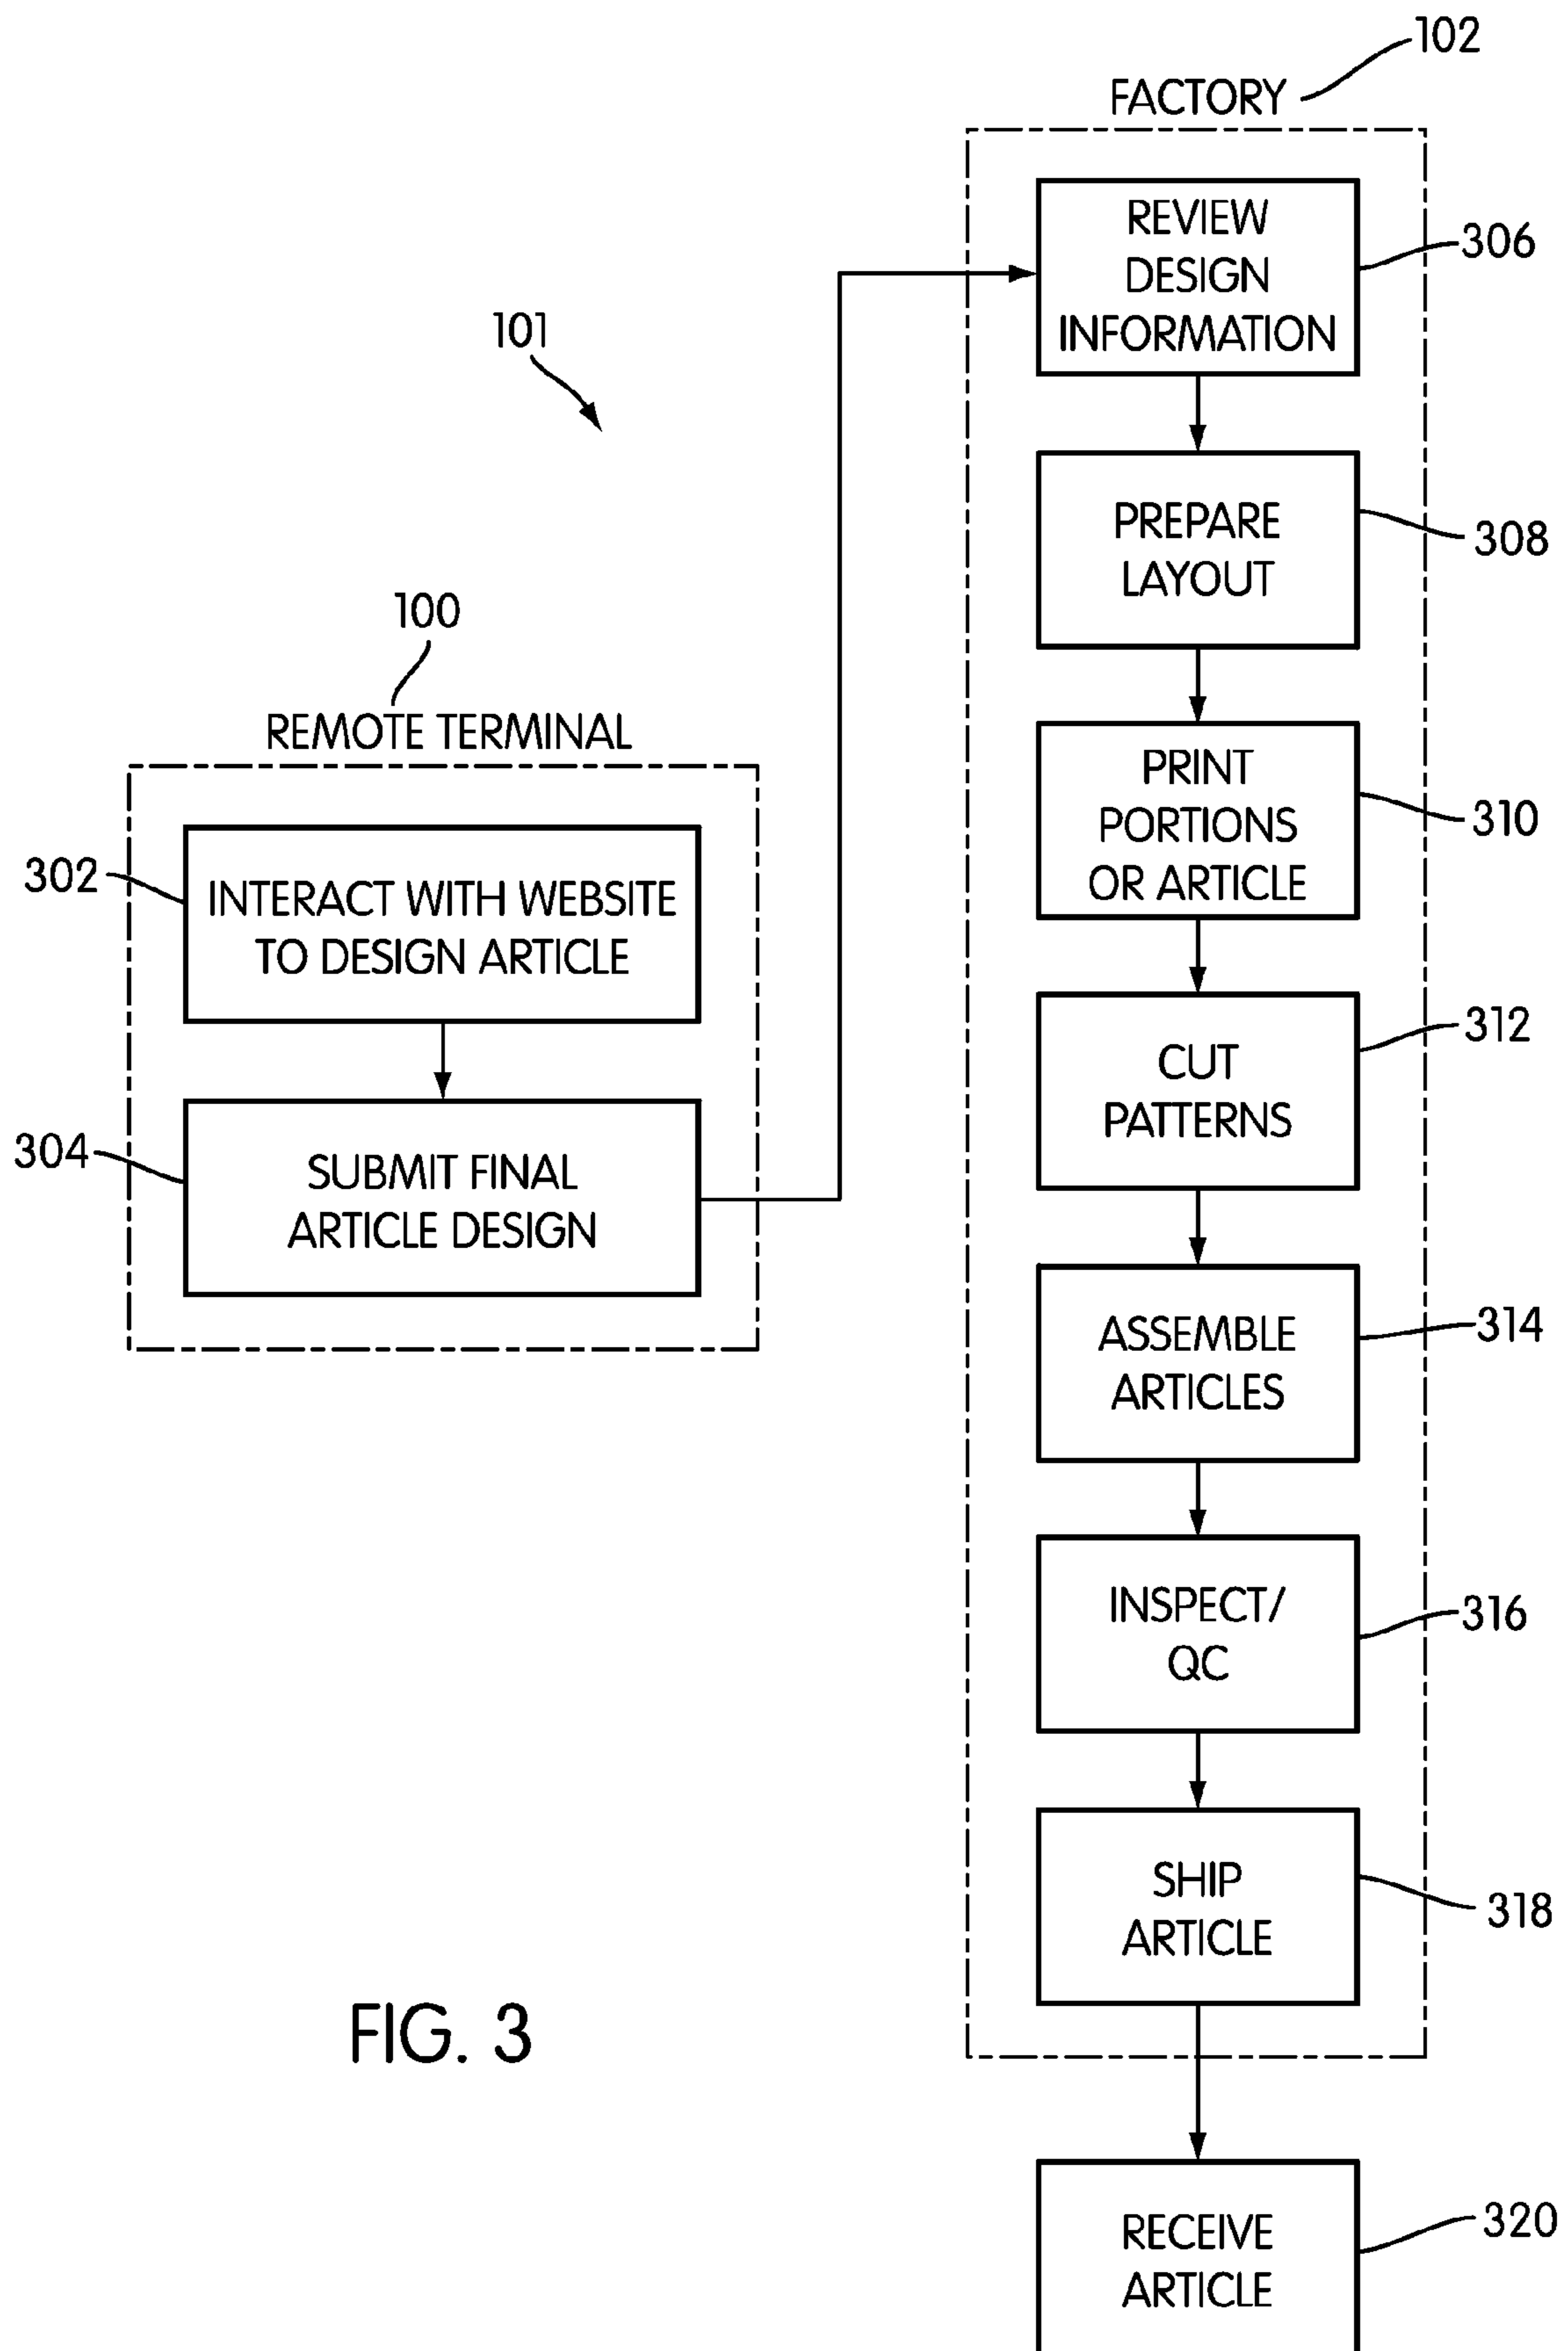 102
FACTORY
REVIEW
DESIGN
INFORMATION
306
101
PREPARE
LAYOUT
308
100
REMOTE TERMINAL
PRINT
PORTIONS
OR ARTICLE
310
302
INTERACT WITH WEBSITE
TO DESIGN ARTICLE
312
CUT
PATTERNS
304
SUBMIT FINAL
ARTICLE DESIGN
ASSEMBLE
ARTICLES
314
INSPECT/
QC
316
SHIP
ARTICLE
318
FIG. 3
RECEIVE
ARTICLE
320